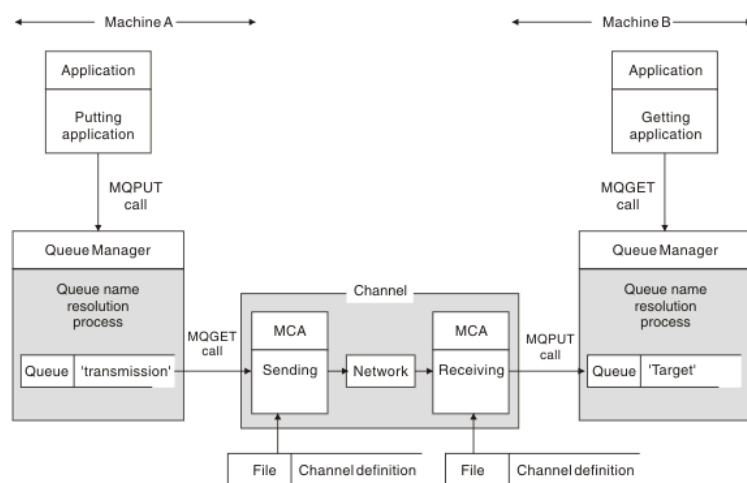 Machine A
Machine B
Application
Putting
application
Application
Getting
application
MQPUT
call
MQGET
call
Queue Manager
Queue name
resolution
process
Queue 'transmission'
MQGET
call
Channel
MCA
Sending
Network
MCA
Receiving
MQPUT
call
Queue Manager
Queue name
resolution
process
Queue 'Target'
File Channel definition
File Channel definition